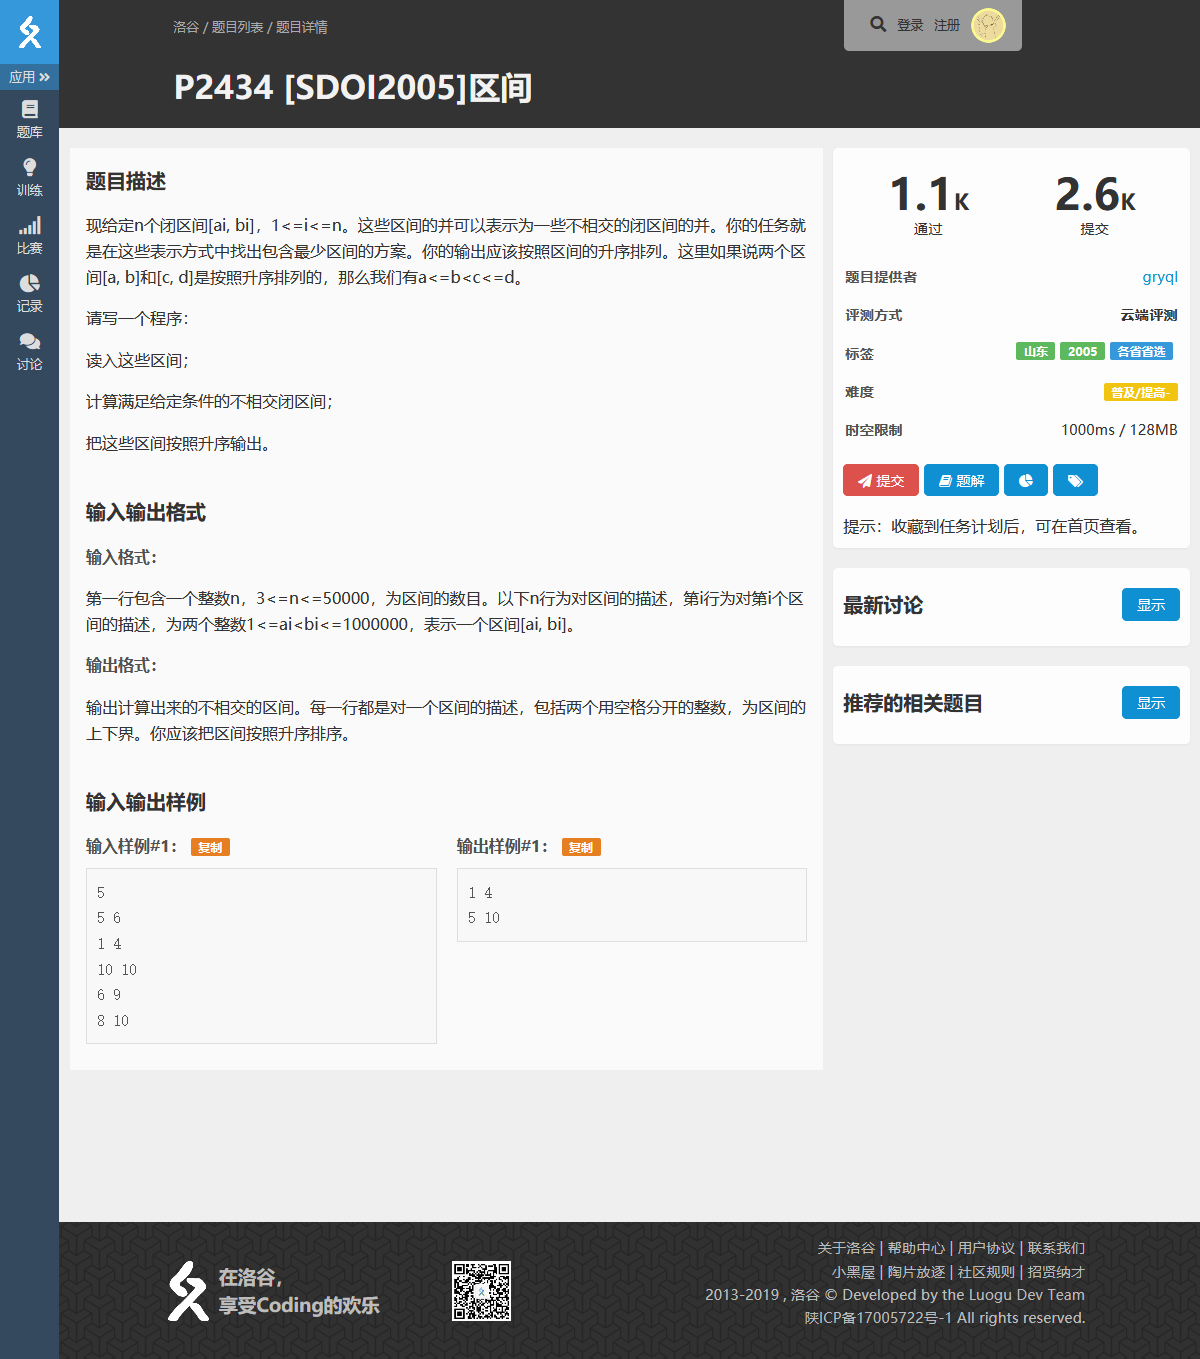 洛谷 / 题目列表 / 题目详情
登录 注册
P2434 [SDOI2005]区间
应用
题库
训练
比赛
记录
讨论
题目描述
现给定n个闭区间[ai, bi]，1<=i<=n。这些区间的并可以表示为一些不相交的闭区间的并。你的任务就
是在这些表示方式中找出包含最少区间的方案。你的输出应该按照区间的升序排列。这里如果说两个区
间[a, b]和[c, d]是按照升序排列的，那么我们有a<=b<c<=d。
请写一个程序：
读入这些区间；
计算满足给定条件的不相交闭区间；
把这些区间按照升序输出。
输入输出格式
输入格式：
第一行包含一个整数n，3<=n<=50000，为区间的数目。以下n行为对区间的描述，第i行为对第i个区
间的描述，为两个整数1<=ai<bi<=1000000，表示一个区间[ai, bi]。
输出格式：
输出计算出来的不相交的区间。每一行都是对一个区间的描述，包括两个用空格分开的整数，为区间的
上下界。你应该把区间按照升序排序。
输入输出样例
输入样例#1： 复制
5
5 6
1 4
10 10
6 9
8 10
输出样例#1： 复制
1 4
5 10
1.1K
通过
2.6K
提交
题目提供者 gryql
评测方式 云端评测
标签 山东 2005 各省省选
难度 普及/提高-
时空限制 1000ms / 128MB
提交 题解
提示：收藏到任务计划后，可在首页查看。
最新讨论 显示
推荐的相关题目 显示
在洛谷，
享受Coding的欢乐
关于洛谷 | 帮助中心 | 用户协议 | 联系我们
小黑屋 | 陶片放逐 | 社区规则 | 招贤纳才
2013-2019 , 洛谷 © Developed by the Luogu Dev Team
陕ICP备17005722号-1 All rights reserved.